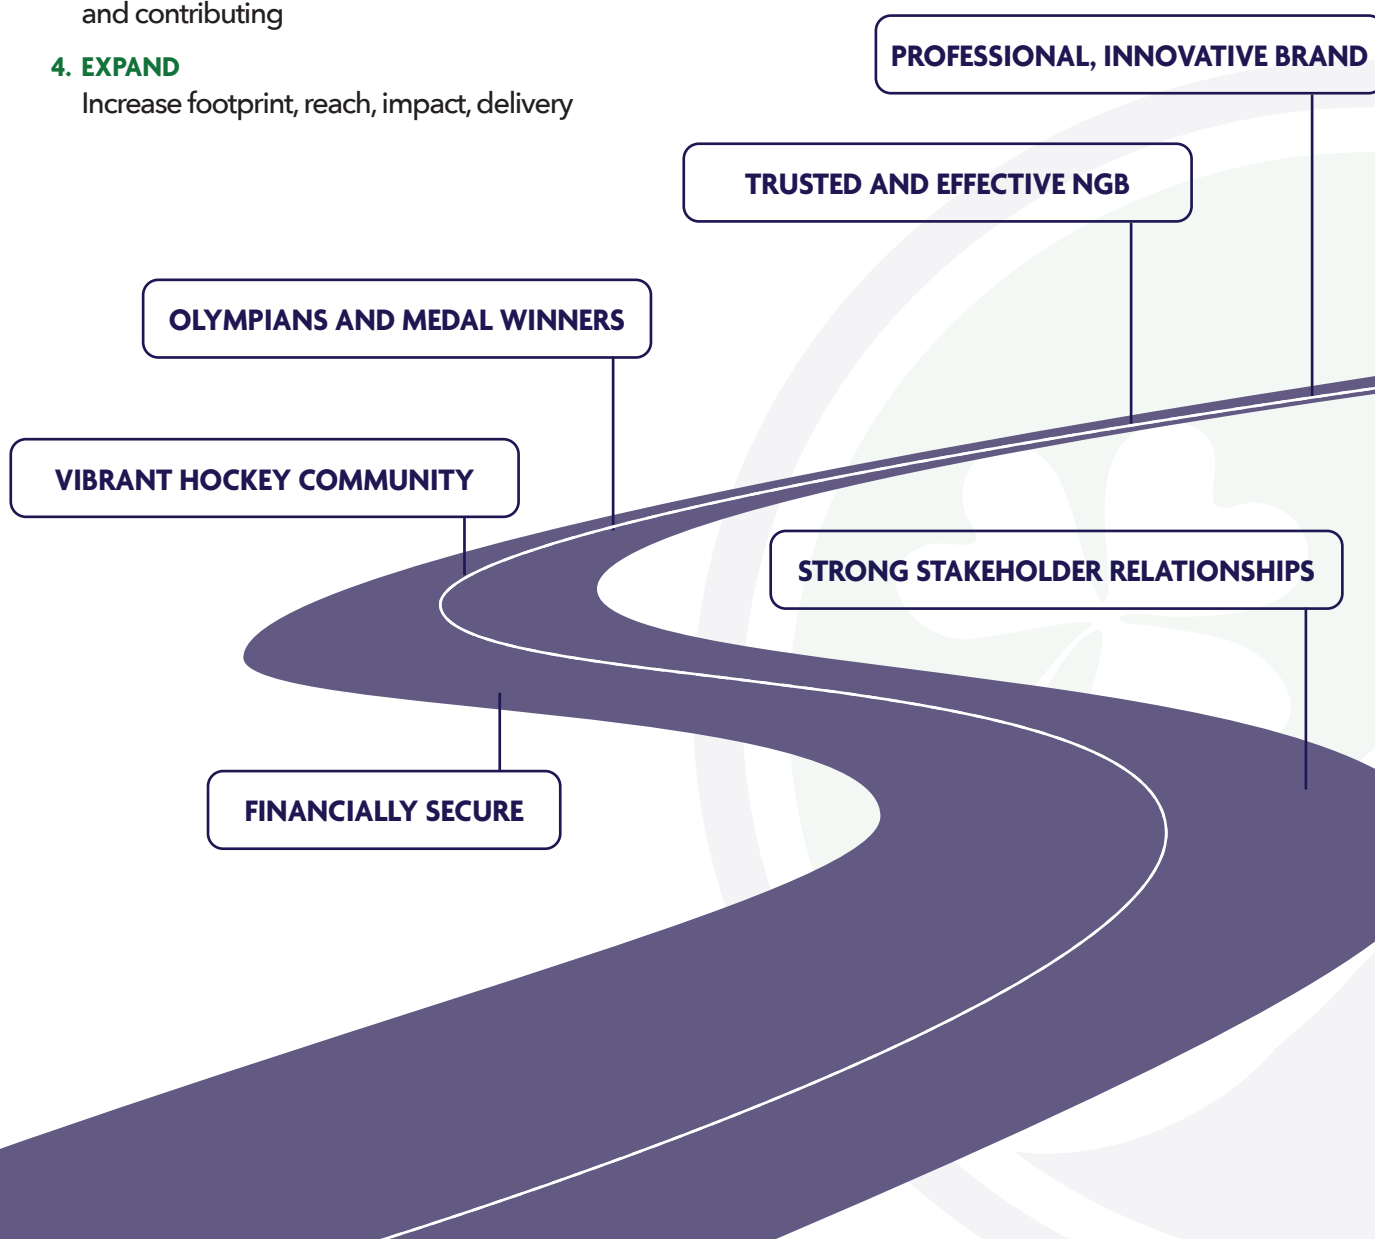 and contributing
4. EXPAND
Increase footprint, reach, impact, delivery
PROFESSIONAL, INNOVATIVE BRAND
TRUSTED AND EFFECTIVE NGB
OLYMPIANS AND MEDAL WINNERS
VIBRANT HOCKEY COMMUNITY
STRONG STAKEHOLDER RELATIONSHIPS
FINANCIALLY SECURE